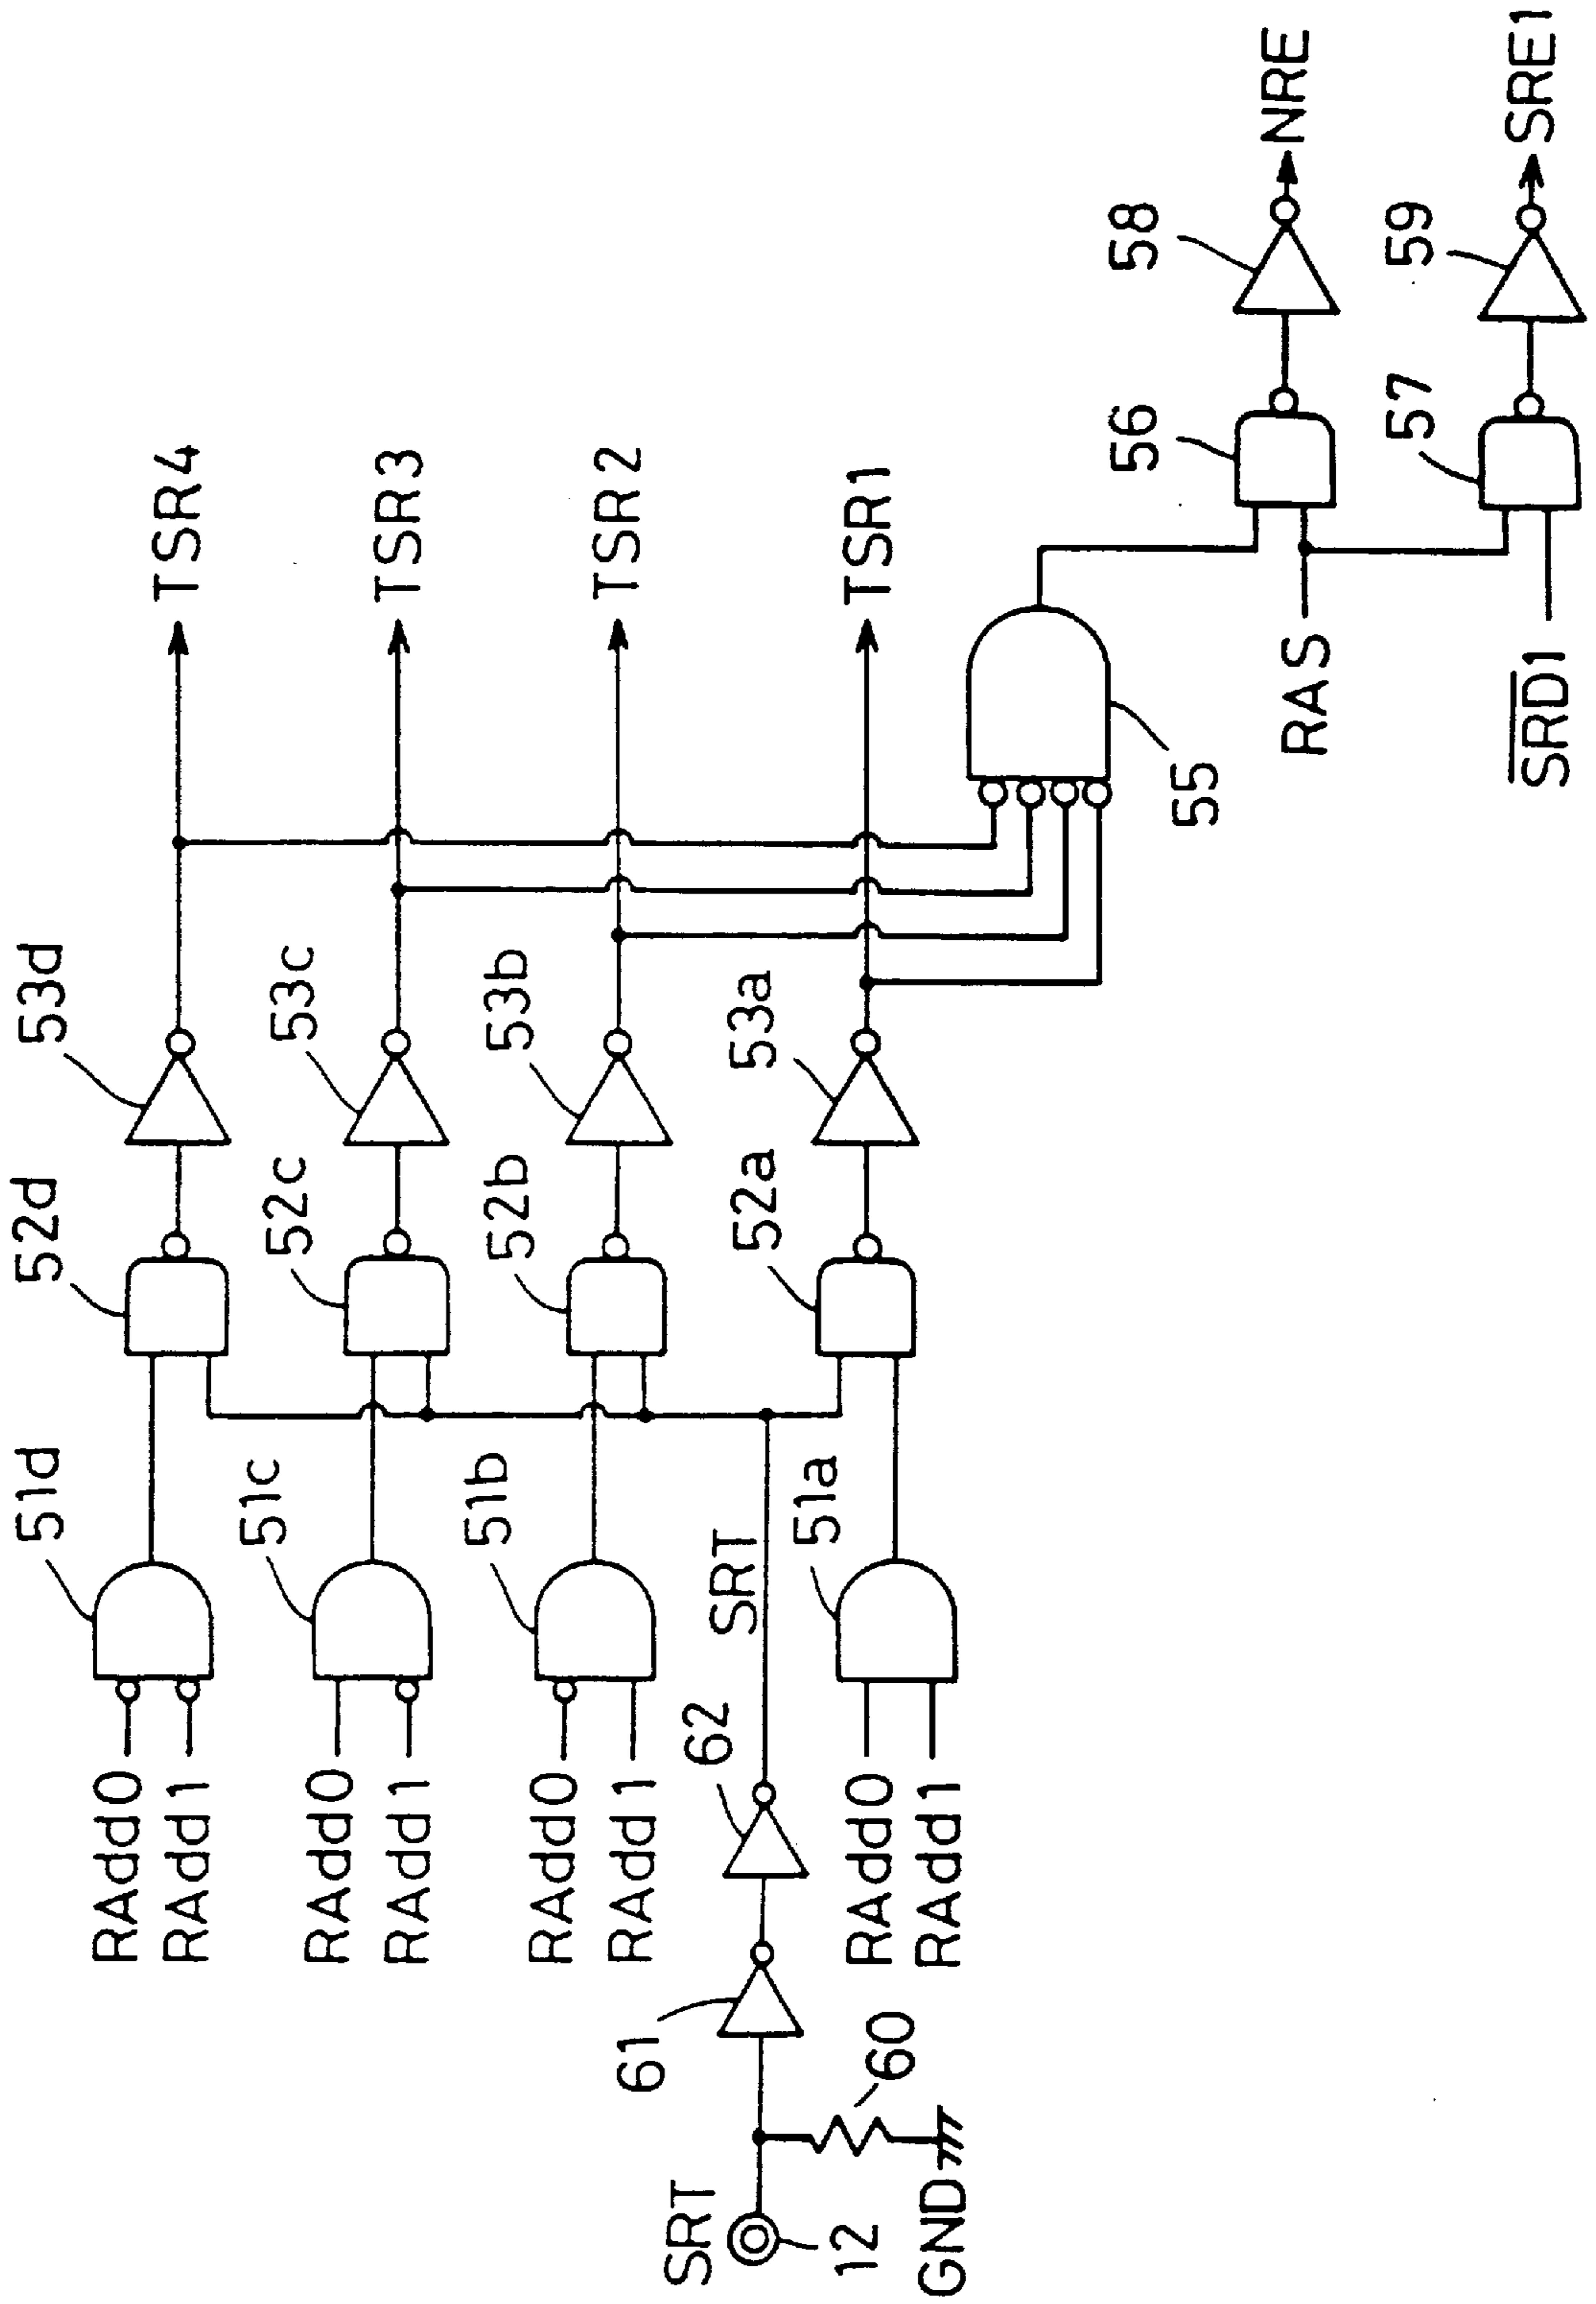 53d
52d
51d
TSR4
RAdd0
RAdd1
53c
52c
51c
TSR3
RAdd0
RAdd1
53b
52b
51b
TSR2
RAdd0
RAdd1
SRT
12
60
GND
61
62
SRT
53a
52a
51a
TSR1
RAdd0
RAdd1
55
56
58
NRE
RAS
57
59
SRE1
S̅R̅D̅1̅